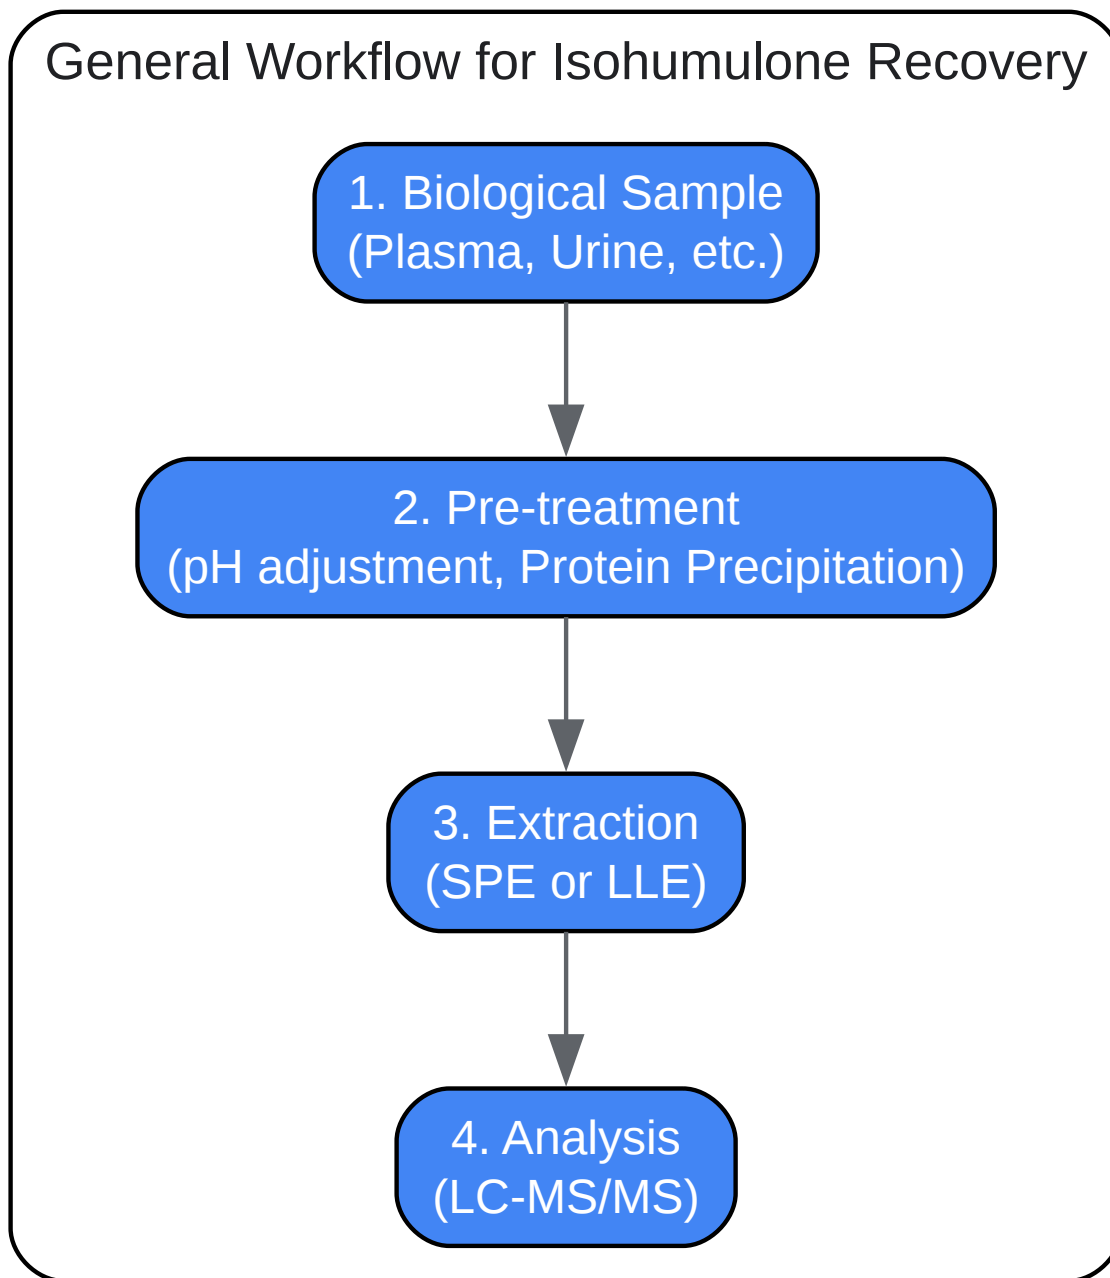 General Workflow for Isohumulone Recovery
1. Biological Sample
(Plasma, Urine, etc.)
2. Pre-treatment
(pH adjustment, Protein Precipitation)
3. Extraction
(SPE or LLE)
4. Analysis
(LC-MS/MS)